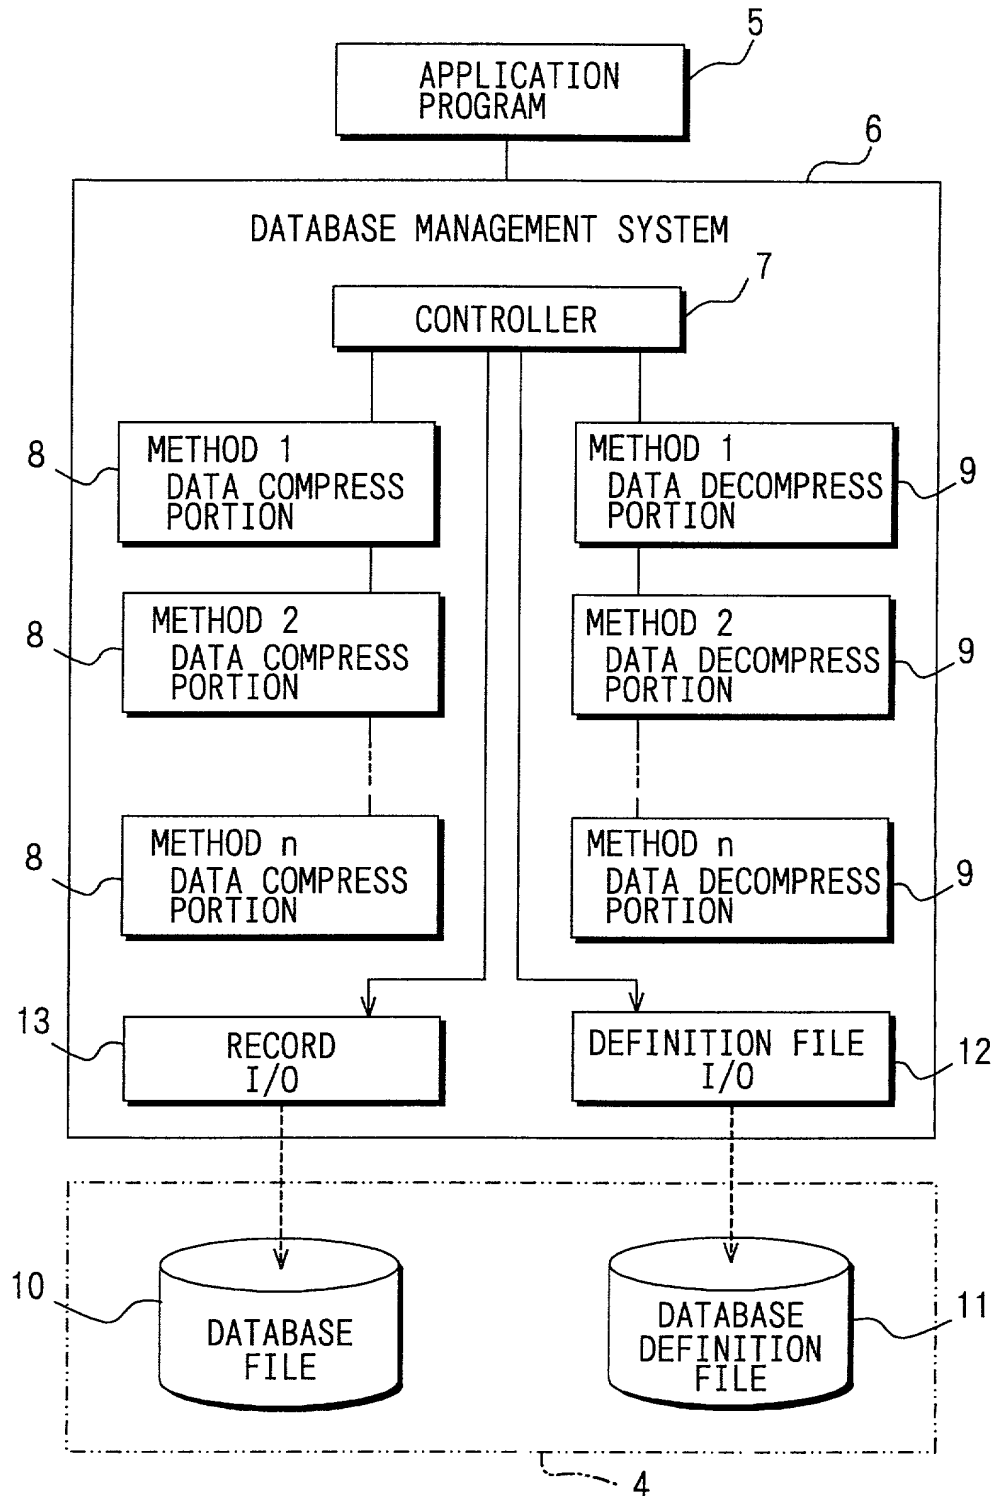 5
APPLICATION
PROGRAM
6
DATABASE MANAGEMENT SYSTEM
7
CONTROLLER
8
METHOD 1
DATA COMPRESS
PORTION
METHOD 1
DATA DECOMPRESS
PORTION
9
8
METHOD 2
DATA COMPRESS
PORTION
METHOD 2
DATA DECOMPRESS
PORTION
9
8
METHOD n
DATA COMPRESS
PORTION
METHOD n
DATA DECOMPRESS
PORTION
9
13
RECORD
I/O
DEFINITION FILE
I/O
12
10
DATABASE
FILE
DATABASE
DEFINITION
FILE
11
4